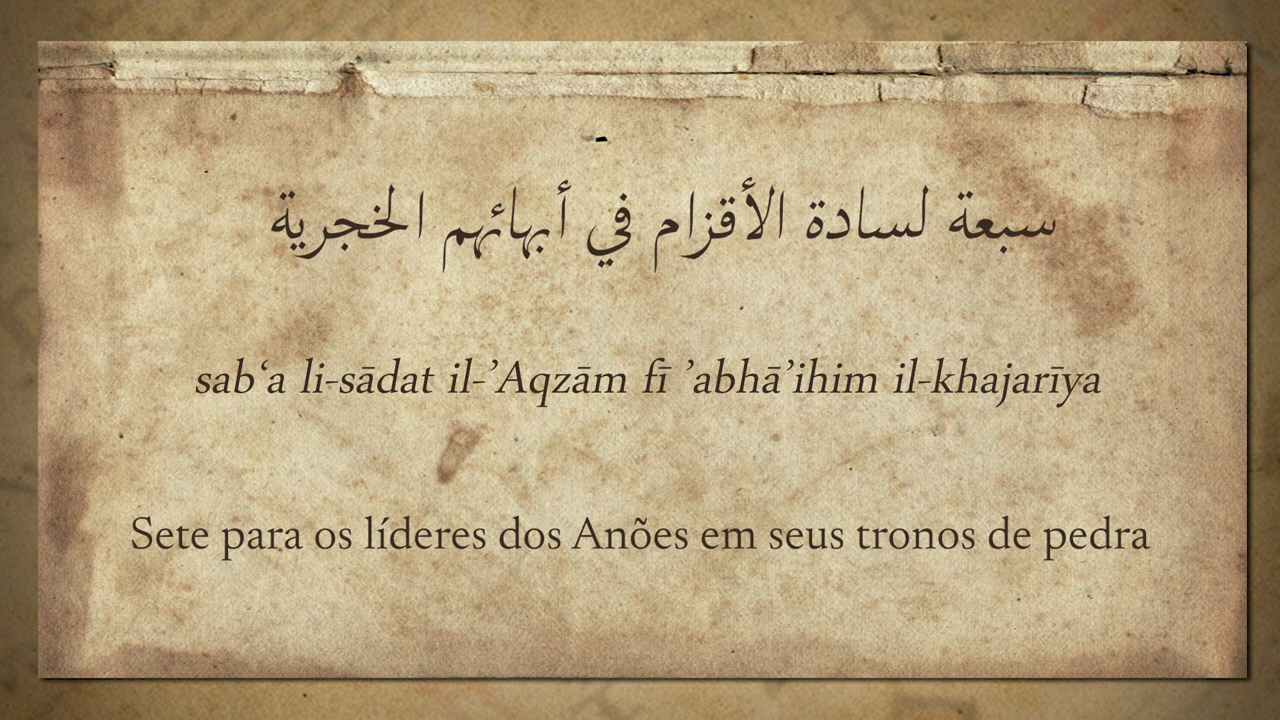 سبعة لسادة الأقزام في أبهائهم الخجرية
sab‘a li-sādat il-’Aqzām fī ’abhā’ihim il-khajarīya
Sete para os líderes dos Anões em seus tronos de pedra